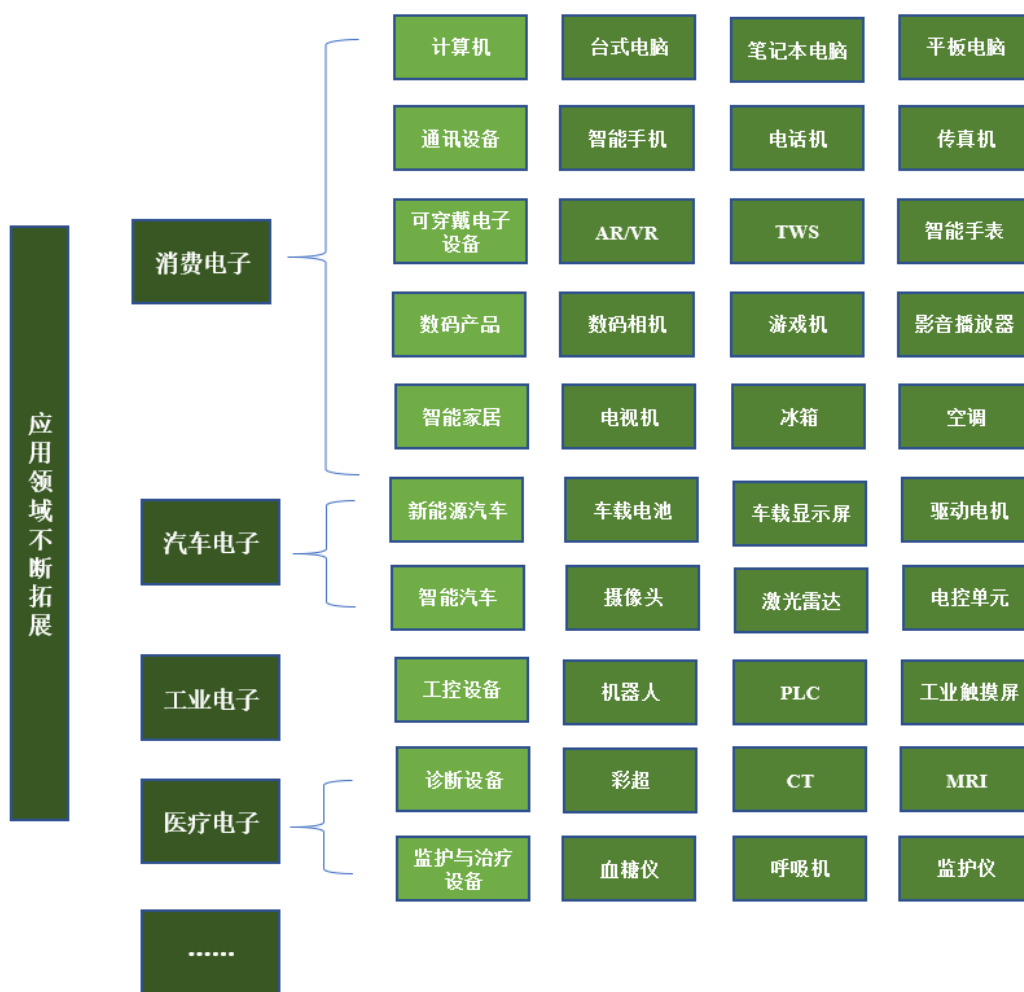 应用领域不断拓展
消费电子
计算机
台式电脑
笔记本电脑
平板电脑
通讯设备
智能手机
电话机
传真机
可穿戴电子
设备
AR/VR
TWS
智能手表
数码产品
数码相机
游戏机
影音播放器
智能家居
电视机
冰箱
空调
汽车电子
新能源汽车
车载电池
车载显示屏
驱动电机
智能汽车
摄像头
激光雷达
电控单元
工业电子
工控设备
机器人
PLC
工业触摸屏
医疗电子
诊断设备
彩超
CT
MRI
监护与治疗
设备
血糖仪
呼吸机
监护仪
……